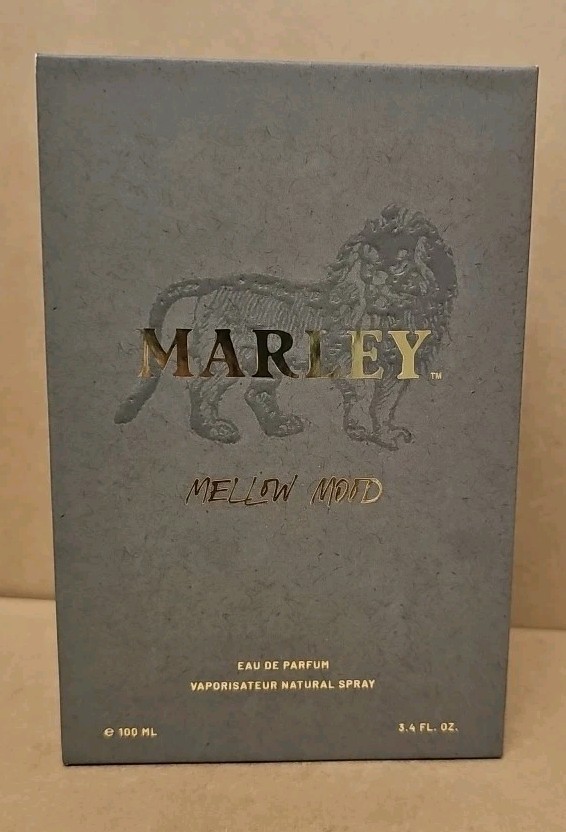 MARLEY™
MELLOW MOOD
EAU DE PARFUM
VAPORISATEUR NATURAL SPRAY
℮ 100 ML 3.4 FL. OZ.